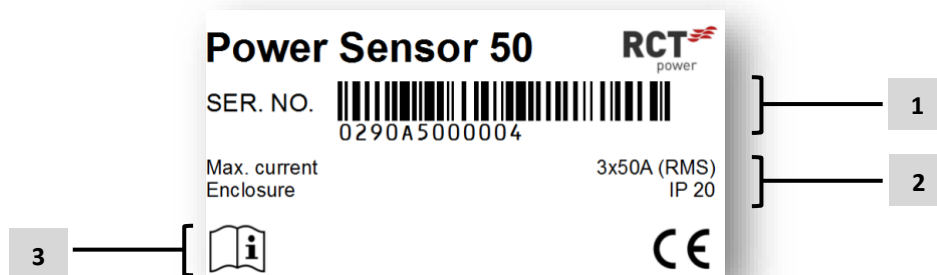 Power Sensor 50
RCT
power
SER. NO.
0290A5000004
1
Max. current 3x50A (RMS)
Enclosure IP 20
2
3
i
CE